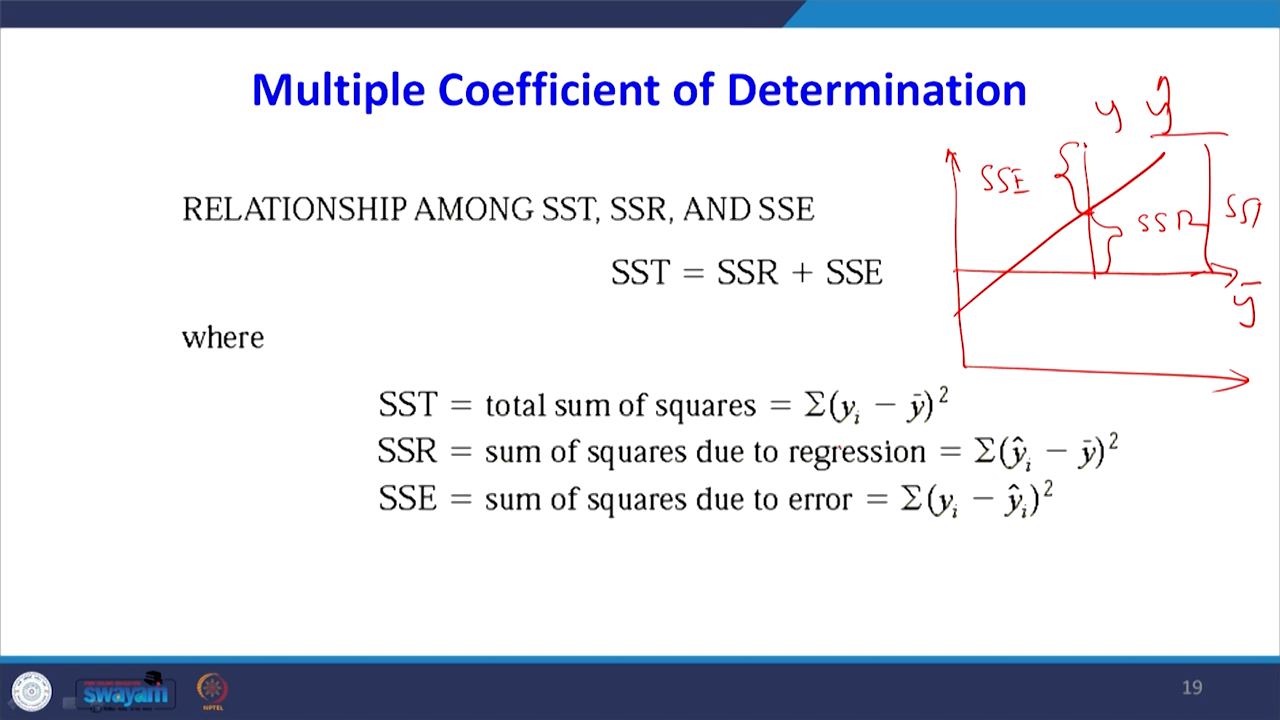 Multiple Coefficient of Determination
y ŷ
SSE
SSR
SST
ȳ
RELATIONSHIP AMONG SST, SSR, AND SSE
SST = SSR + SSE
where
SST = total sum of squares = Σ(yᵢ − ȳ)²
SSR = sum of squares due to regression = Σ(ŷᵢ − ȳ)²
SSE = sum of squares due to error = Σ(yᵢ − ŷᵢ)²
swayam
NPTEL
19